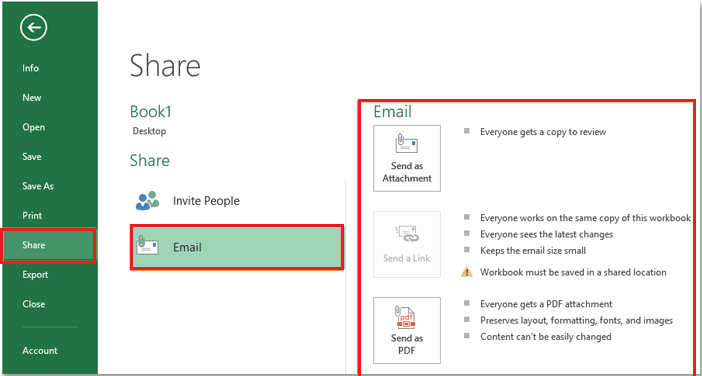 Share
Info
New
Open
Save
Save As
Print
Share
Export
Close
Account
Book1
Desktop
Share
Invite People
Email
Email
Send as
Attachment
Everyone gets a copy to review
Send a Link
Everyone works on the same copy of this workbook
Everyone sees the latest changes
Keeps the email size small
Workbook must be saved in a shared location
pdf
Send as
PDF
Everyone gets a PDF attachment
Preserves layout, formatting, fonts, and images
Content can't be easily changed